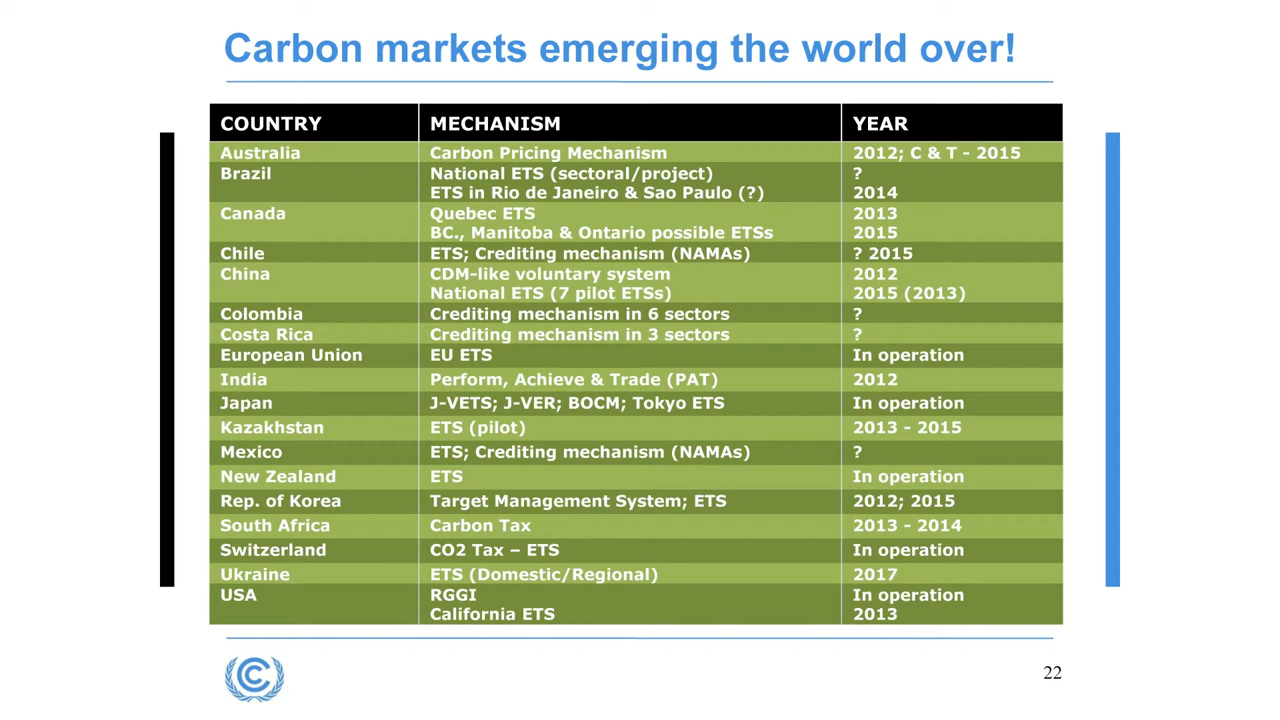 Carbon markets emerging the world over!
COUNTRY MECHANISM YEAR
Australia Carbon Pricing Mechanism 2012; C & T - 2015
Brazil National ETS (sectoral/project) ?
ETS in Rio de Janeiro & Sao Paulo (?) 2014
Canada Quebec ETS 2013
BC., Manitoba & Ontario possible ETSs 2015
Chile ETS; Crediting mechanism (NAMAs) ? 2015
China CDM-like voluntary system 2012
National ETS (7 pilot ETSs) 2015 (2013)
Colombia Crediting mechanism in 6 sectors ?
Costa Rica Crediting mechanism in 3 sectors ?
European Union EU ETS In operation
India Perform, Achieve & Trade (PAT) 2012
Japan J-VETS; J-VER; BOCM; Tokyo ETS In operation
Kazakhstan ETS (pilot) 2013 - 2015
Mexico ETS; Crediting mechanism (NAMAs) ?
New Zealand ETS In operation
Rep. of Korea Target Management System; ETS 2012; 2015
South Africa Carbon Tax 2013 - 2014
Switzerland CO2 Tax – ETS In operation
Ukraine ETS (Domestic/Regional) 2017
USA RGGI In operation
California ETS 2013
22